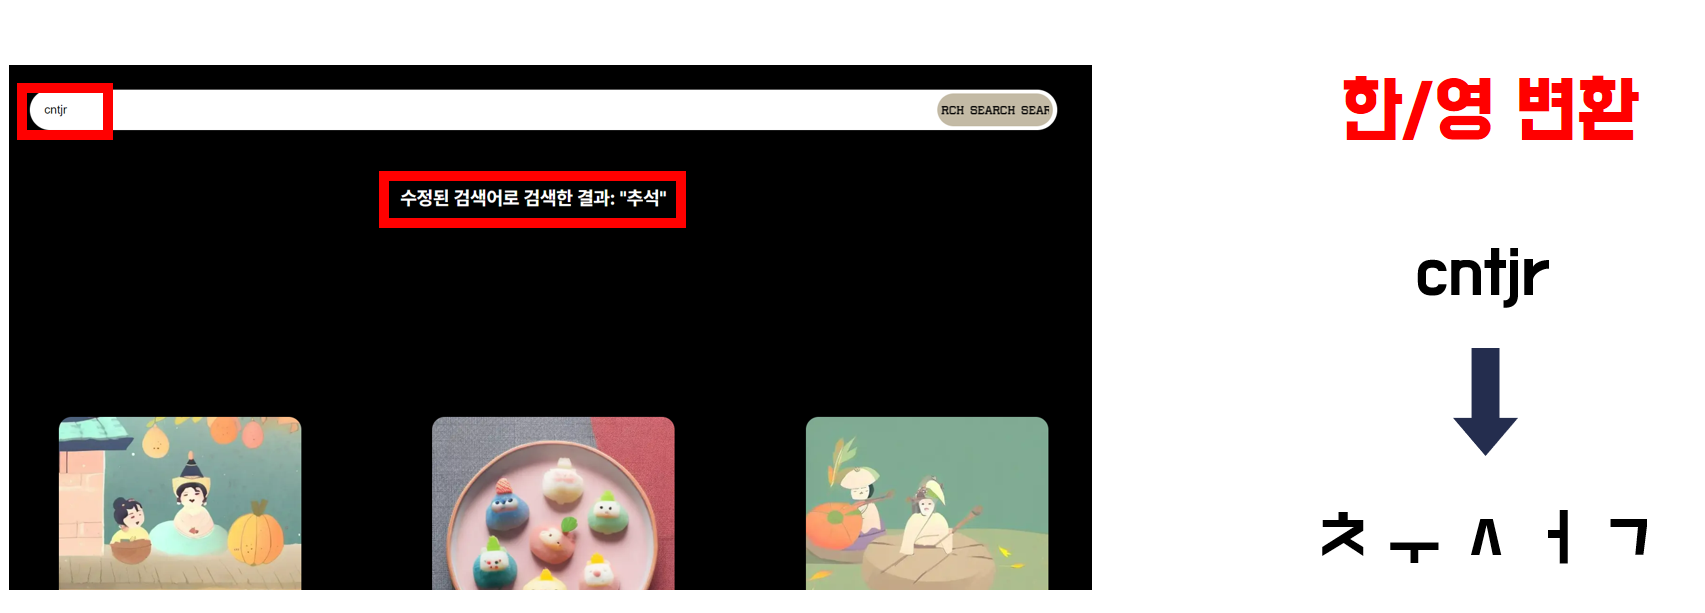 cntjr
RCH SEARCH SEAR
수정된 검색어로 검색한 결과: "추석"
한/영 변환
cntjr
ㅊ ㅜ ㅅ ㅓ ㄱ